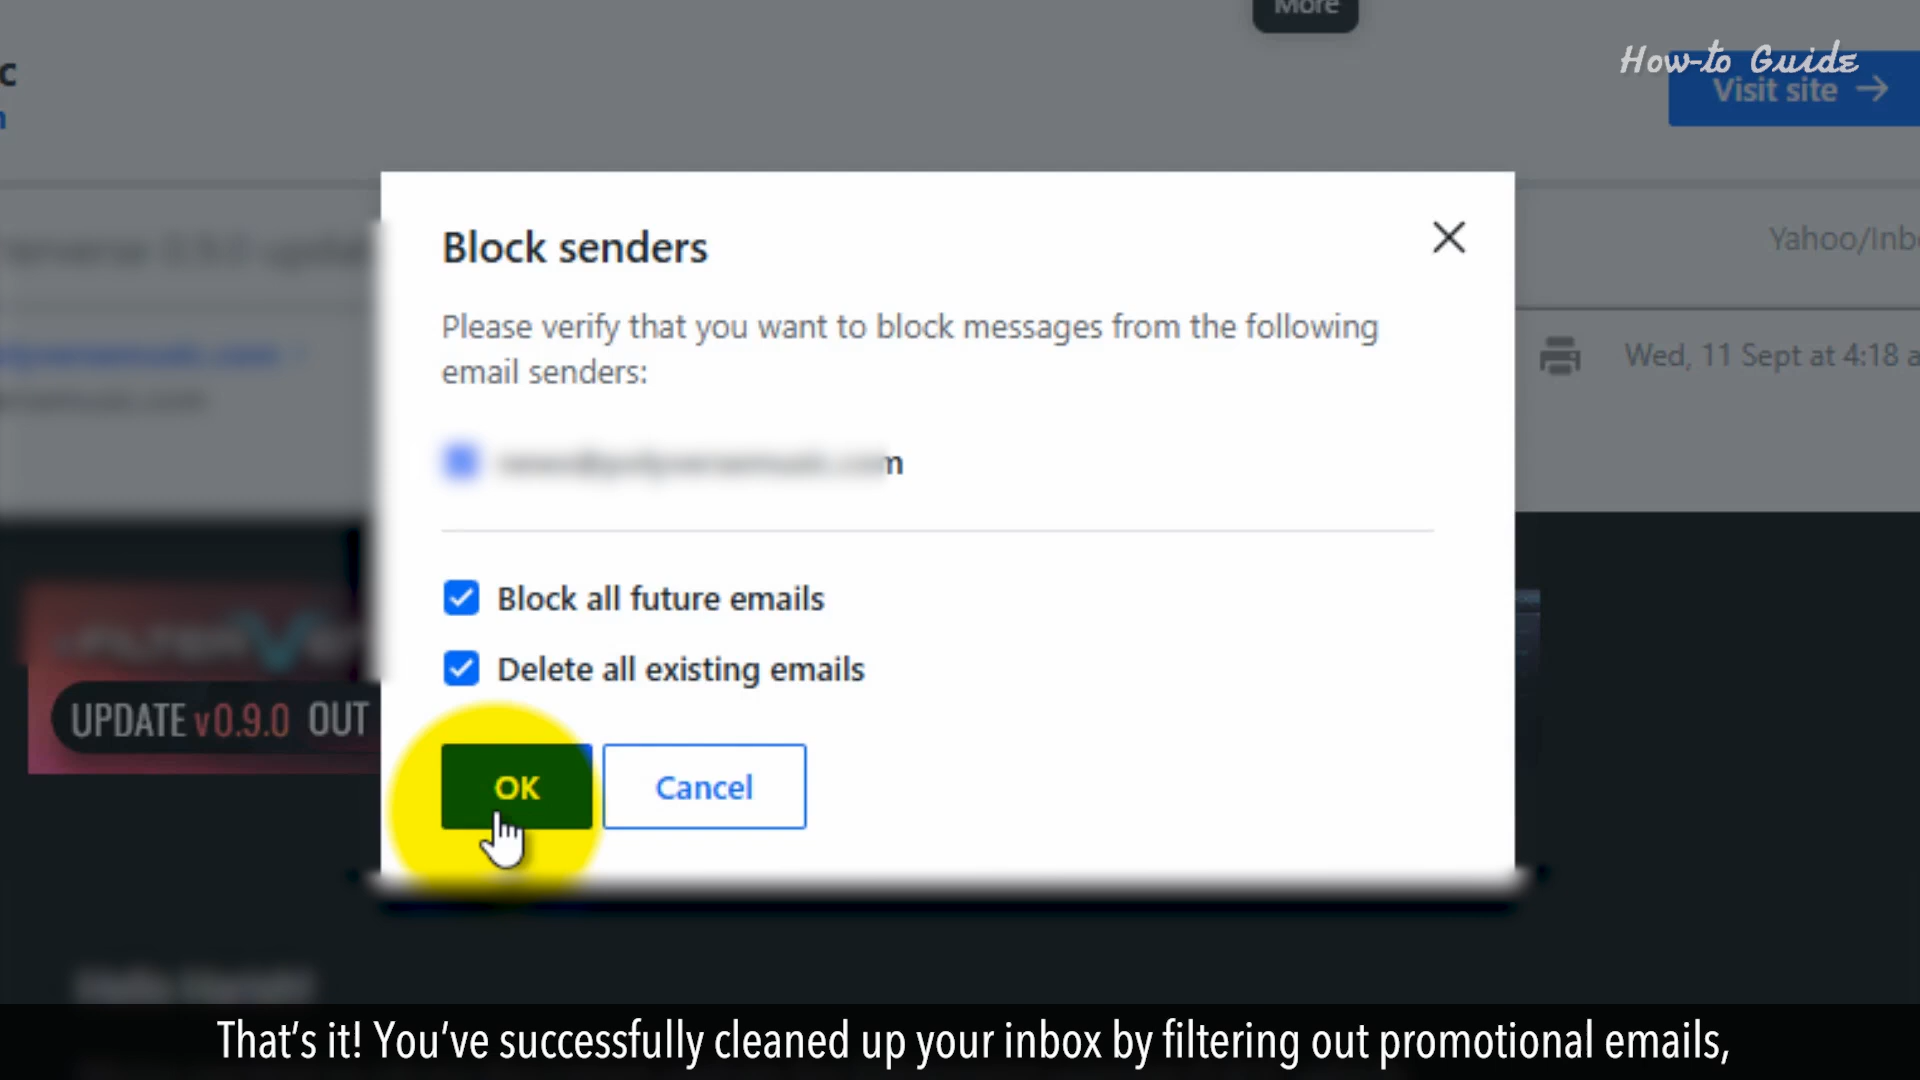 More
How-to Guide
c
Visit site →
Block senders
Yahoo/Inb
Please verify that you want to block messages from the following
email senders:
Wed, 11 Sept at 4:18 a
m
Block all future emails
Delete all existing emails
UPDATE v0.9.0 OUT
OK
Cancel
That's it! You've successfully cleaned up your inbox by filtering out promotional emails,